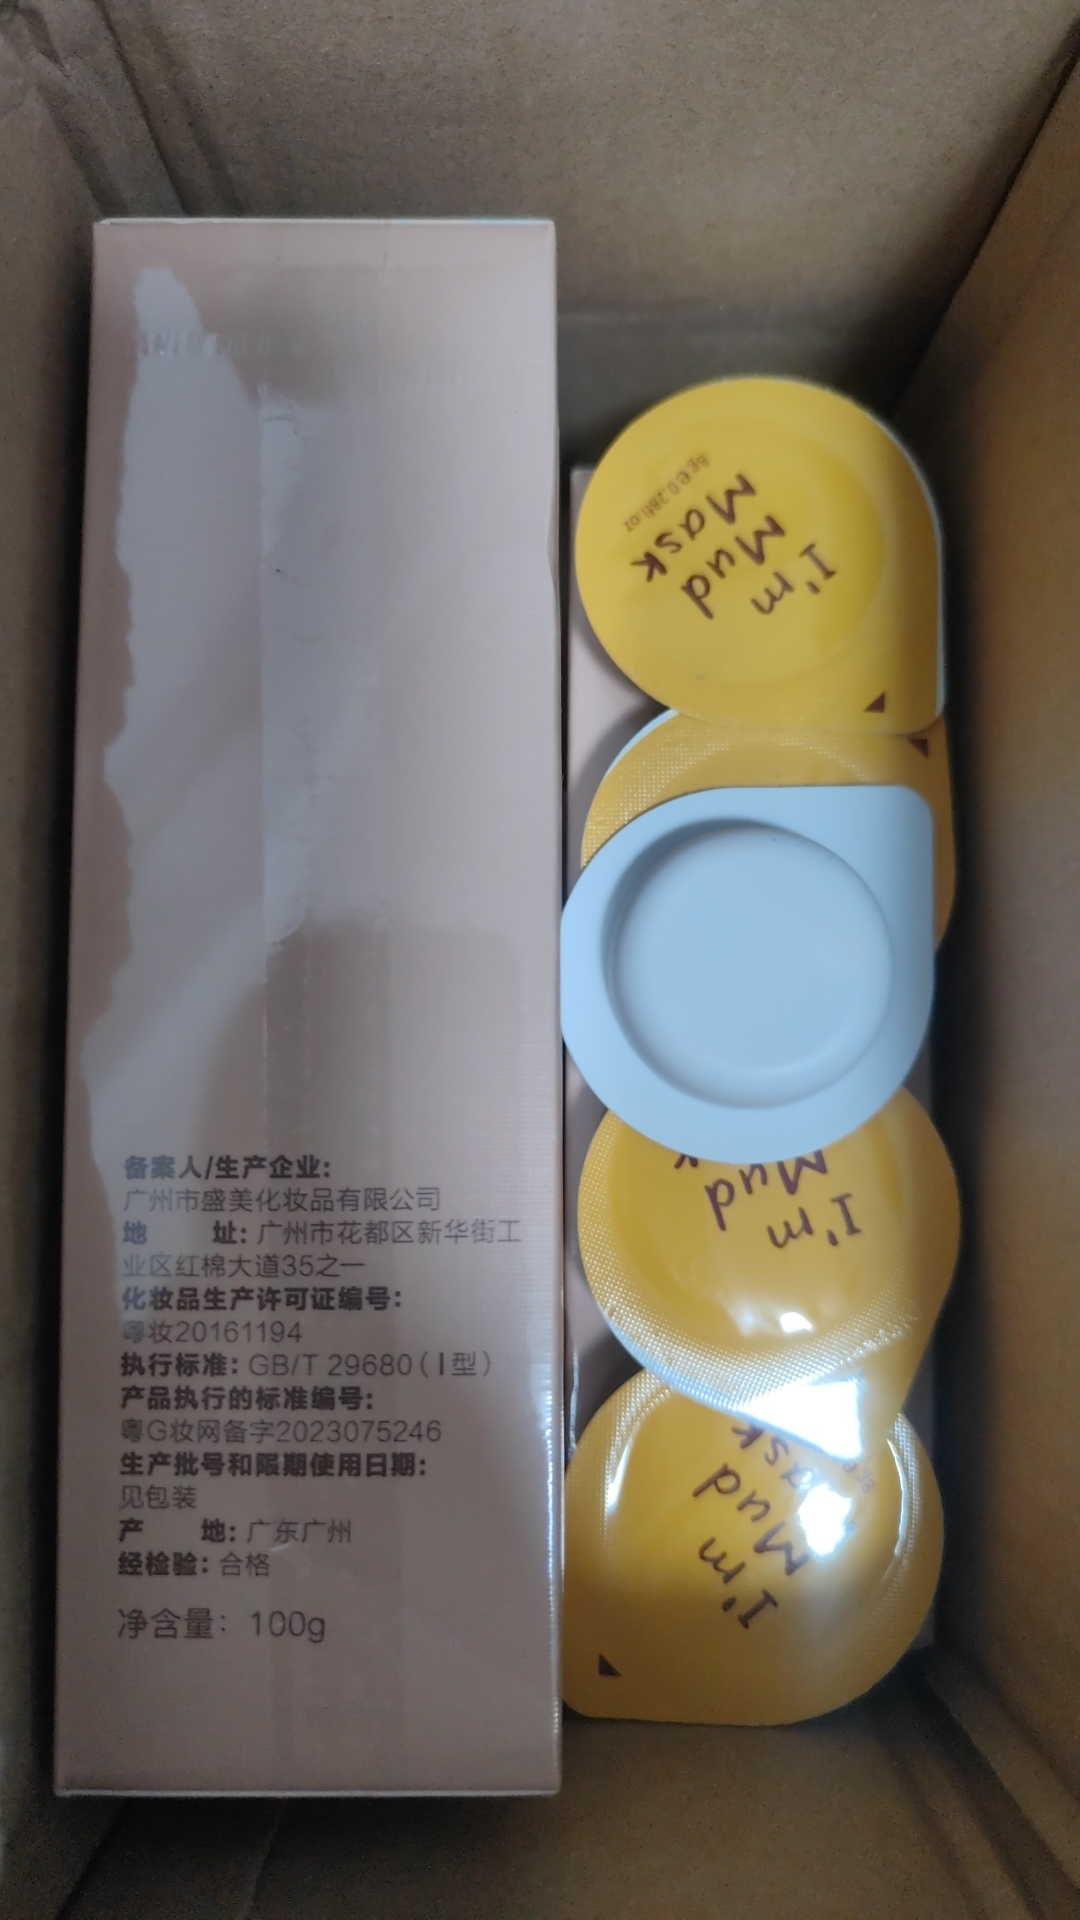 备案人/生产企业:
广州市盛美化妆品有限公司
地 址: 广州市花都区新华街工
业区红棉大道35之一
化妆品生产许可证编号:
粤妆20161194
执行标准: GB/T 29680(I型)
产品执行的标准编号:
粤G妆网备字2023075246
生产批号和限期使用日期:
见包装
产 地: 广东广州
经检验: 合格
净含量: 100g
I'm
Mud
Mask
8g e 0.28fl.oz
I'm
Mud
I'm
Mud
Mask